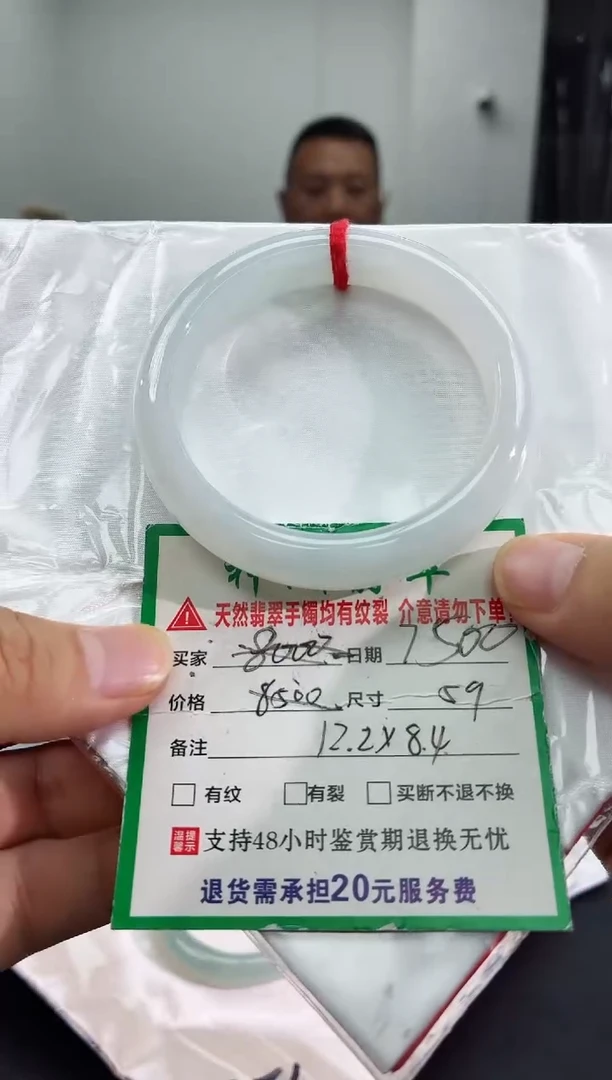 天然翡翠手镯均有纹裂 介意请勿下单!
买家 8000 日期 7500
价格 8500 尺寸 59
备注 12.2X8.4
□ 有纹 □有裂 □ 买断不退不换
温馨提示 支持48小时鉴赏期退换无忧
退货需承担20元服务费